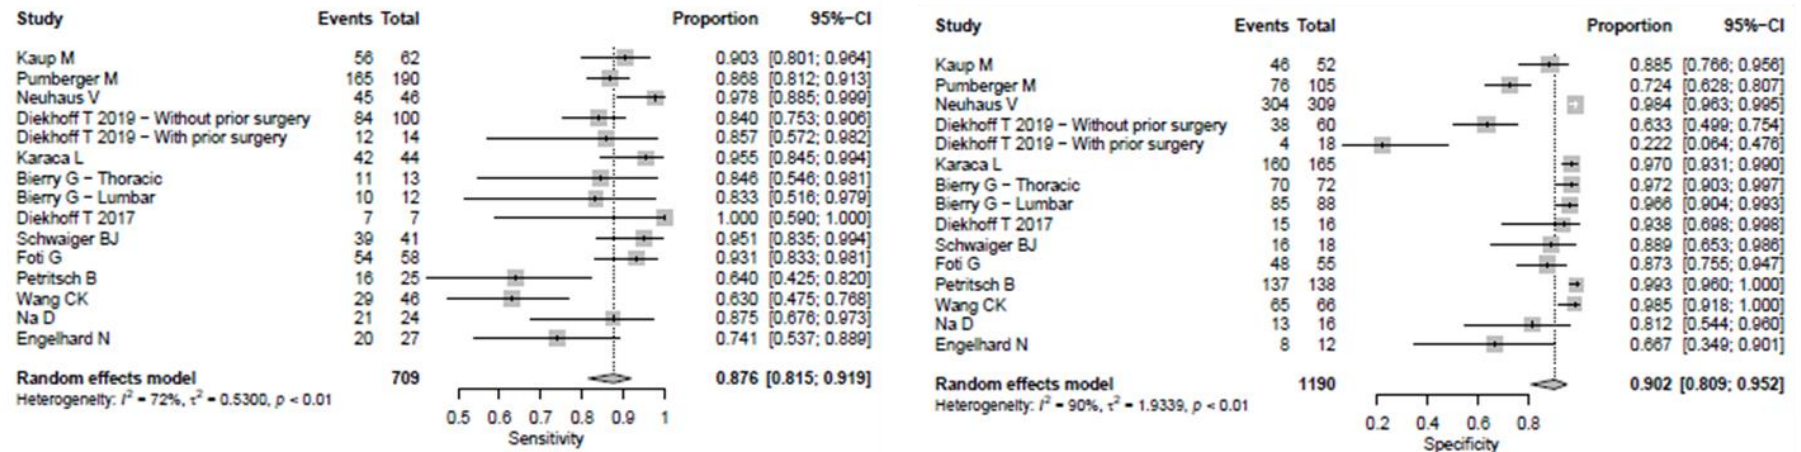 Study Events Total Proportion 95%−CI
Kaup M 56 62 0.903 [0.801; 0.964]
Pumberger M 165 190 0.868 [0.812; 0.913]
Neuhaus V 45 46 0.978 [0.885; 0.999]
Diekhoff T 2019 − Without prior surgery 84 100 0.840 [0.753; 0.906]
Diekhoff T 2019 − With prior surgery 12 14 0.857 [0.572; 0.982]
Karaca L 42 44 0.955 [0.845; 0.994]
Bierry G − Thoracic 11 13 0.846 [0.546; 0.981]
Bierry G − Lumbar 10 12 0.833 [0.516; 0.979]
Diekhoff T 2017 7 7 1.000 [0.590; 1.000]
Schwaiger BJ 39 41 0.951 [0.835; 0.994]
Foti G 54 58 0.931 [0.833; 0.981]
Petritsch B 16 25 0.640 [0.425; 0.820]
Wang CK 29 46 0.630 [0.475; 0.768]
Na D 21 24 0.875 [0.676; 0.973]
Engelhard N 20 27 0.741 [0.537; 0.889]
Random effects model 709 0.876 [0.815; 0.919]
Heterogeneity: I² = 72%, τ² = 0.5300, p < 0.01
0.5 0.6 0.7 0.8 0.9 1
Sensitivity
Study Events Total Proportion 95%−CI
Kaup M 46 52 0.885 [0.766; 0.956]
Pumberger M 76 105 0.724 [0.628; 0.807]
Neuhaus V 304 309 0.984 [0.963; 0.995]
Diekhoff T 2019 − Without prior surgery 38 60 0.633 [0.499; 0.754]
Diekhoff T 2019 − With prior surgery 4 18 0.222 [0.064; 0.476]
Karaca L 160 165 0.970 [0.931; 0.990]
Bierry G − Thoracic 70 72 0.972 [0.903; 0.997]
Bierry G − Lumbar 85 88 0.966 [0.904; 0.993]
Diekhoff T 2017 15 16 0.938 [0.698; 0.998]
Schwaiger BJ 16 18 0.889 [0.653; 0.986]
Foti G 48 55 0.873 [0.755; 0.947]
Petritsch B 137 138 0.993 [0.960; 1.000]
Wang CK 65 66 0.985 [0.918; 1.000]
Na D 13 16 0.812 [0.544; 0.960]
Engelhard N 8 12 0.667 [0.349; 0.901]
Random effects model 1190 0.902 [0.809; 0.952]
Heterogeneity: I² = 90%, τ² = 1.9339, p < 0.01
0.2 0.4 0.6 0.8
Specificity